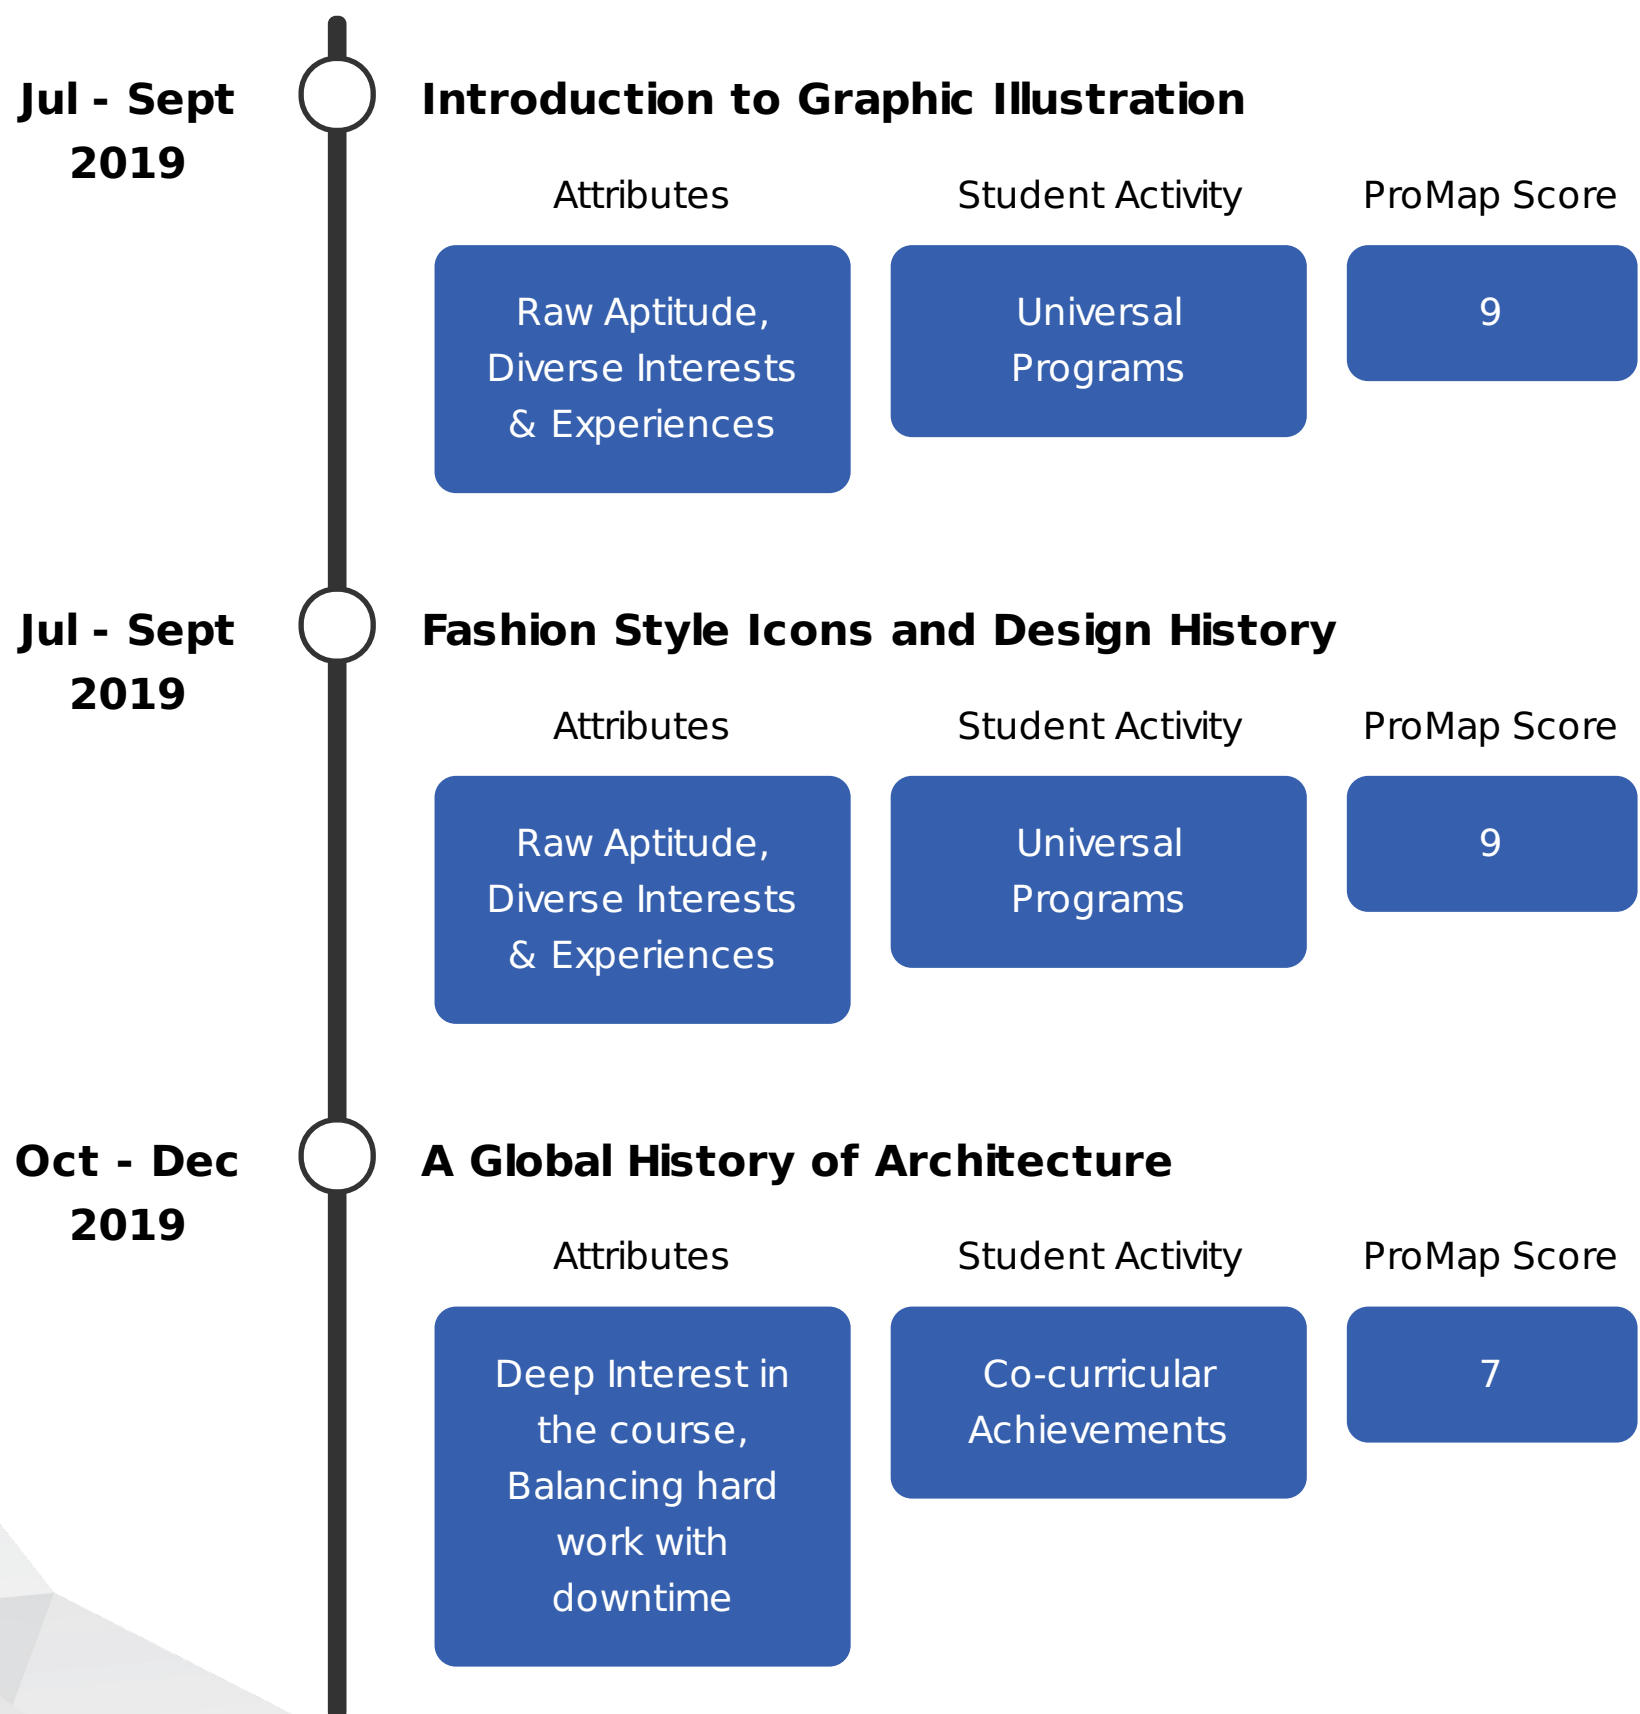 Jul - Sept
2019
Introduction to Graphic Illustration
Attributes
Student Activity
ProMap Score
Raw Aptitude,
Diverse Interests
& Experiences
Universal
Programs
9
Jul - Sept
2019
Fashion Style Icons and Design History
Attributes
Student Activity
ProMap Score
Raw Aptitude,
Diverse Interests
& Experiences
Universal
Programs
9
Oct - Dec
2019
A Global History of Architecture
Attributes
Student Activity
ProMap Score
Deep Interest in
the course,
Balancing hard
work with
downtime
Co-curricular
Achievements
7